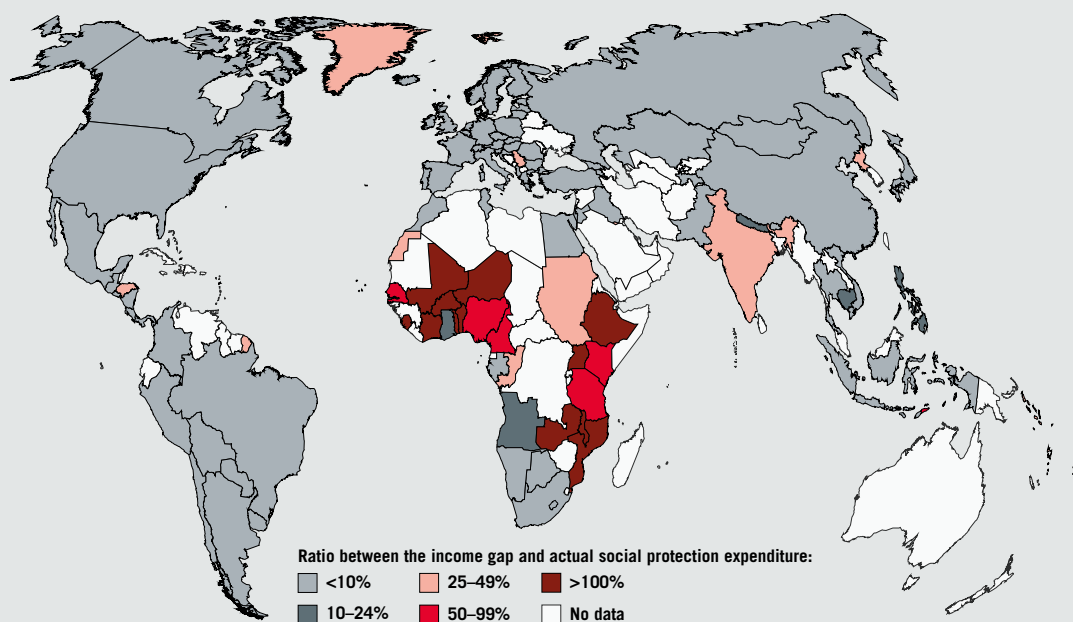 Ratio between the income gap and actual social protection expenditure:
<10% 25–49% >100%
10–24% 50–99% No data